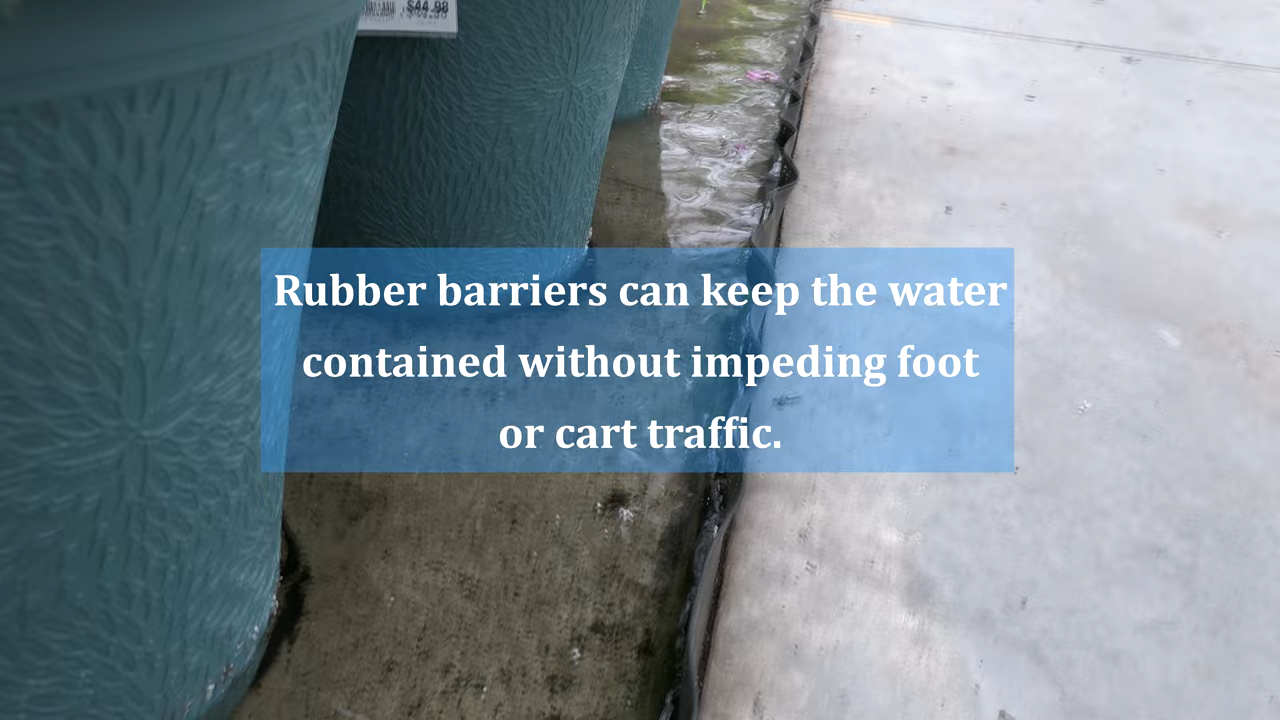 $44.98
Rubber barriers can keep the water
contained without impeding foot
or cart traffic.